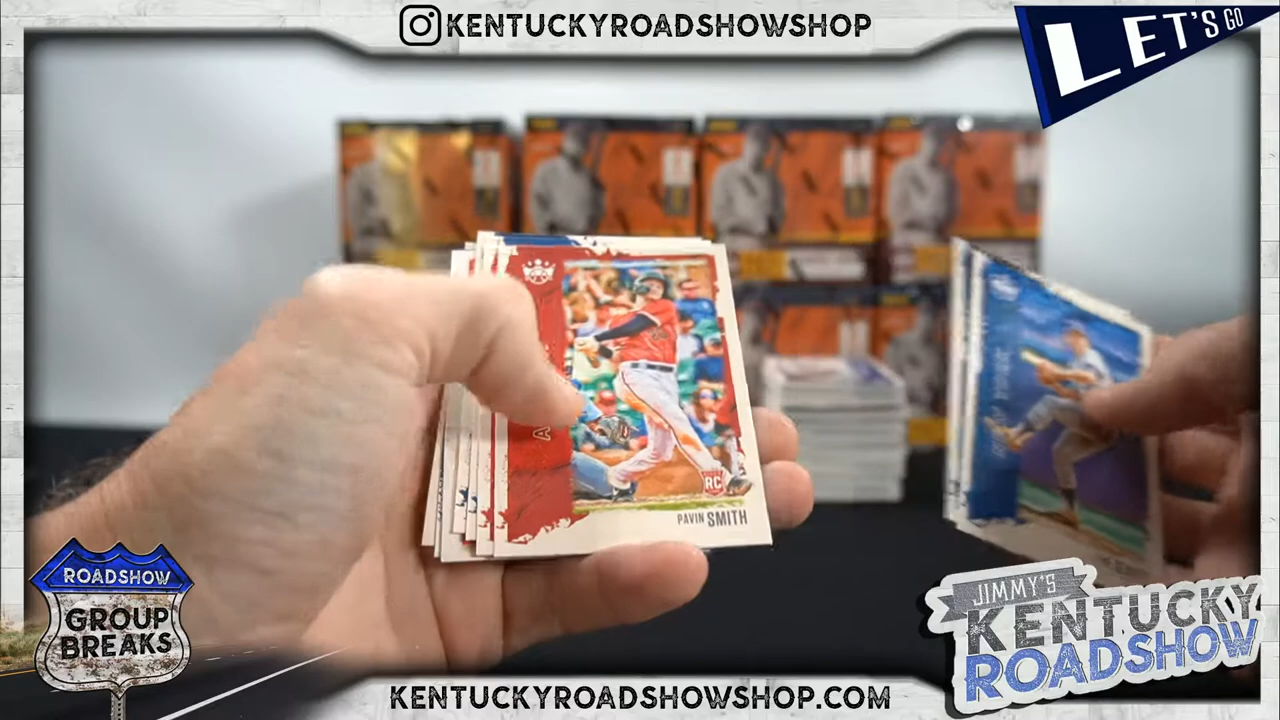 KENTUCKYROADSHOWSHOP
LET'S GO
RC
PAVIN SMITH
ROADSHOW
GROUP
BREAKS
JIMMY'S
KENTUCKY
ROADSHOW
KENTUCKYROADSHOWSHOP.COM